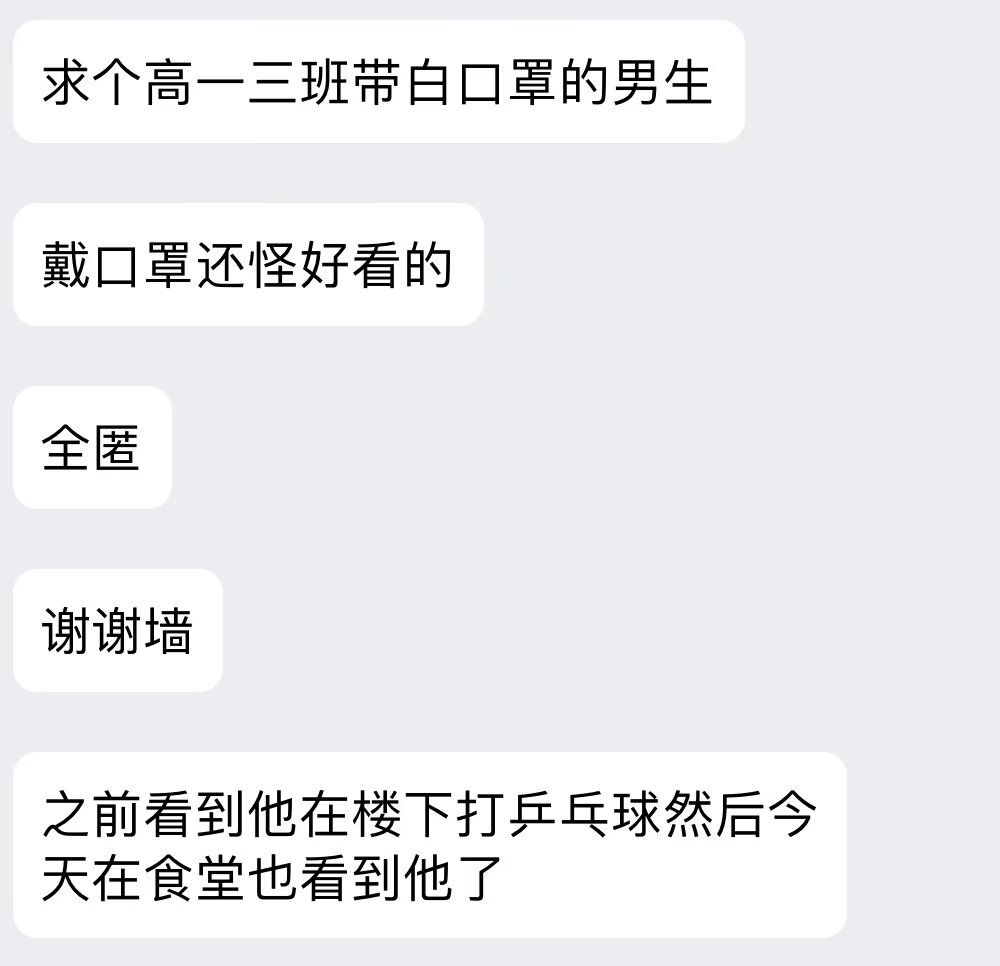 求个高一三班带白口罩的男生
戴口罩还怪好看的
全匿
谢谢墙
之前看到他在楼下打乒乓球然后今
天在食堂也看到他了